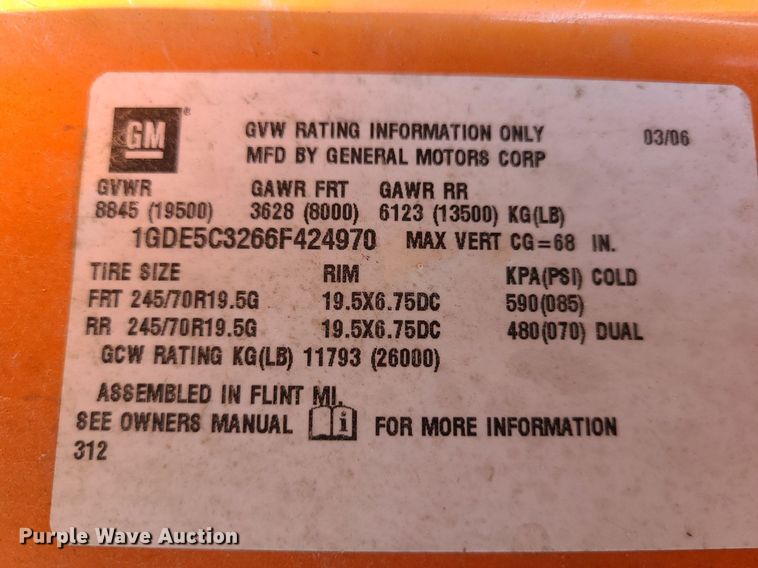 GM ® GVW RATING INFORMATION ONLY 03/06
MFD BY GENERAL MOTORS CORP
GVWR GAWR FRT GAWR RR
8845 (19500) 3628 (8000) 6123 (13500) KG(LB)
1GDE5C3266F424970 MAX VERT CG=68 IN.
TIRE SIZE RIM KPA(PSI) COLD
FRT 245/70R19.5G 19.5X6.75DC 590(085)
RR 245/70R19.5G 19.5X6.75DC 480(070) DUAL
GCW RATING KG(LB) 11793 (26000)
ASSEMBLED IN FLINT MI.
SEE OWNERS MANUAL i FOR MORE INFORMATION
312
Purple Wave Auction